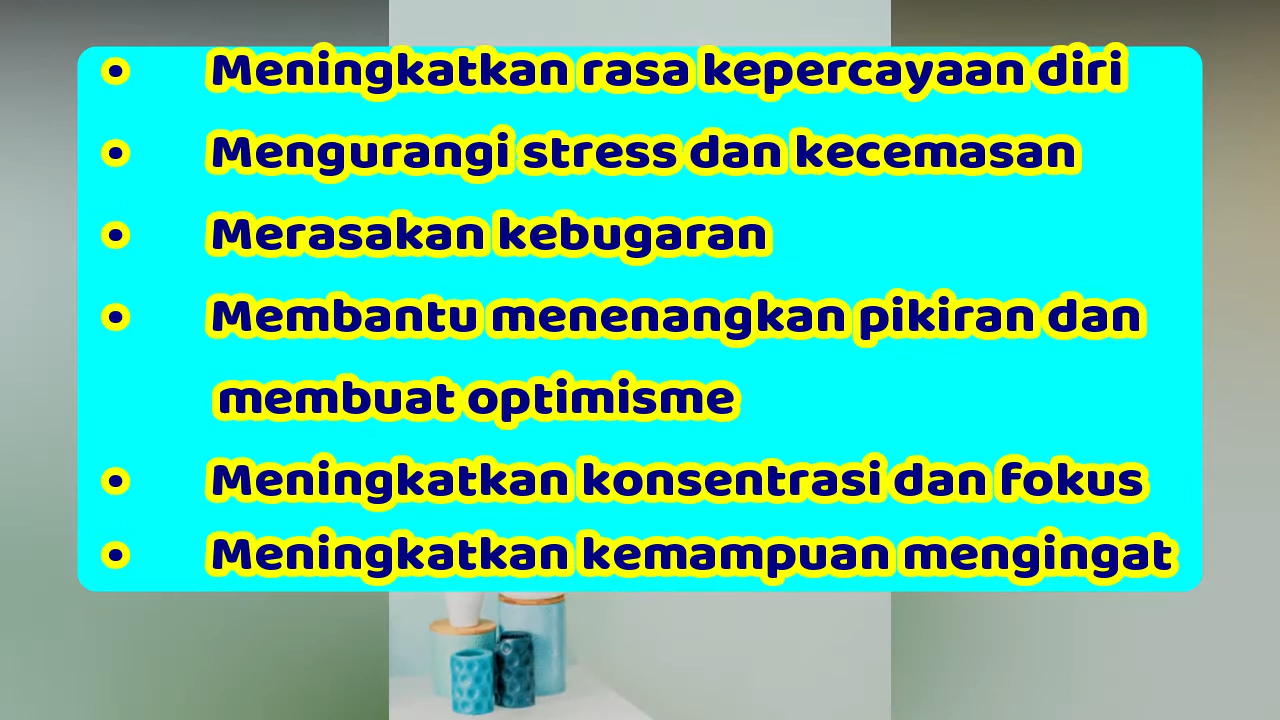 • Meningkatkan rasa kepercayaan diri
• Mengurangi stress dan kecemasan
• Merasakan kebugaran
• Membantu menenangkan pikiran dan
membuat optimisme
• Meningkatkan konsentrasi dan fokus
• Meningkatkan kemampuan mengingat